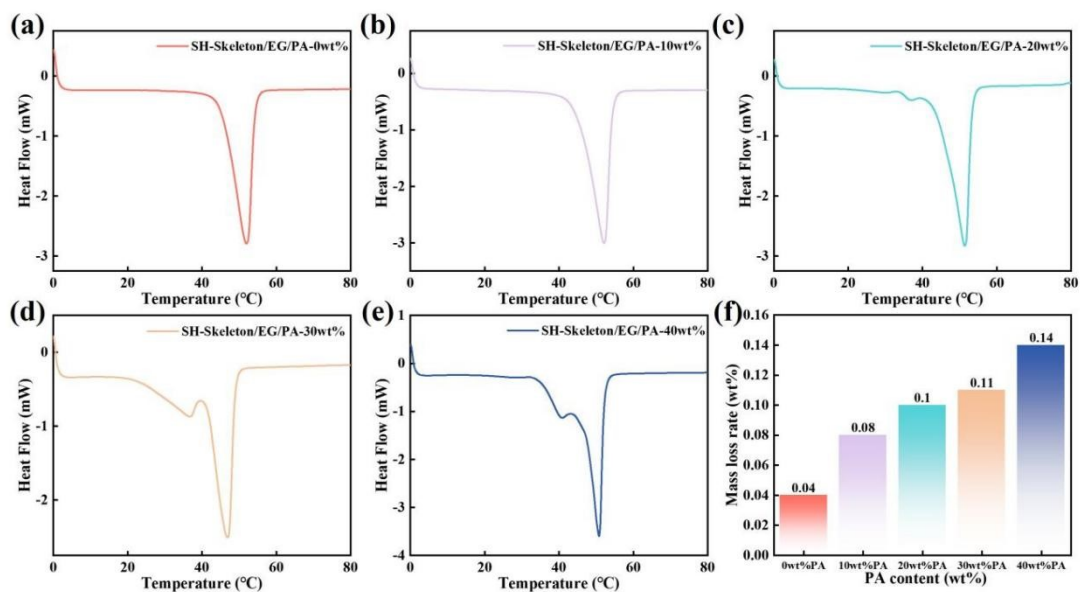 (a)
SH-Skeleton/EG/PA-0wt%
0
-1
-2
-3
Heat Flow (mW)
0 20 40 60 80
Temperature (℃)
(b)
SH-Skeleton/EG/PA-10wt%
0
-1
-2
-3
Heat Flow (mW)
0 20 40 60 80
Temperature (℃)
(c)
SH-Skeleton/EG/PA-20wt%
0
-1
-2
-3
Heat Flow (mW)
0 20 40 60 80
Temperature (℃)
(d)
SH-Skeleton/EG/PA-30wt%
0
-1
-2
Heat Flow (mW)
0 20 40 60 80
Temperature (℃)
(e)
SH-Skeleton/EG/PA-40wt%
1
0
-1
-2
-3
-4
Heat Flow (mW)
0 20 40 60 80
Temperature (℃)
(f)
0.16
0.14
0.12
0.10
0.08
0.06
0.04
0.02
0.00
Mass loss rate (wt%)
0.04
0.08
0.1
0.11
0.14
0wt%PA 10wt%PA 20wt%PA 30wt%PA 40wt%PA
PA content (wt%)